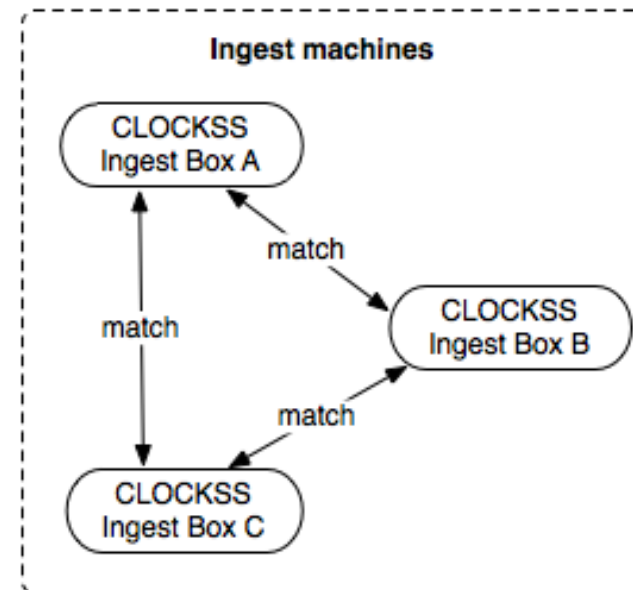 Ingest machines
CLOCKSS
Ingest Box A
match
match
CLOCKSS
Ingest Box B
match
CLOCKSS
Ingest Box C